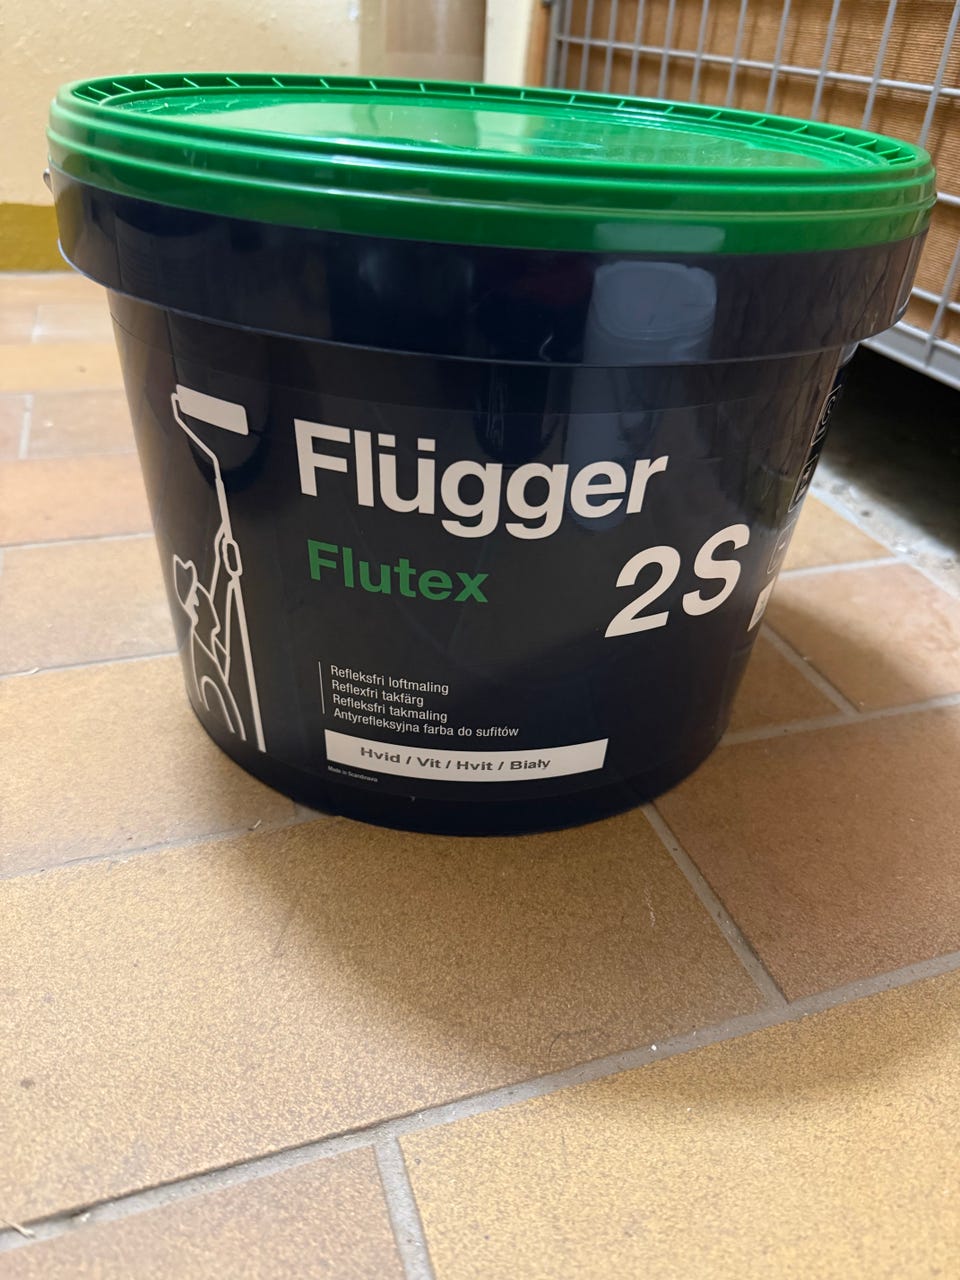 Flügger
Flutex
2S
Refleksfri loftmaling
Reflexfri takfärg
Refleksfri takmaling
Antyrefleksyjna farba do sufitów
Hvid / Vit / Hvit / Biały
Made in Scandinavia